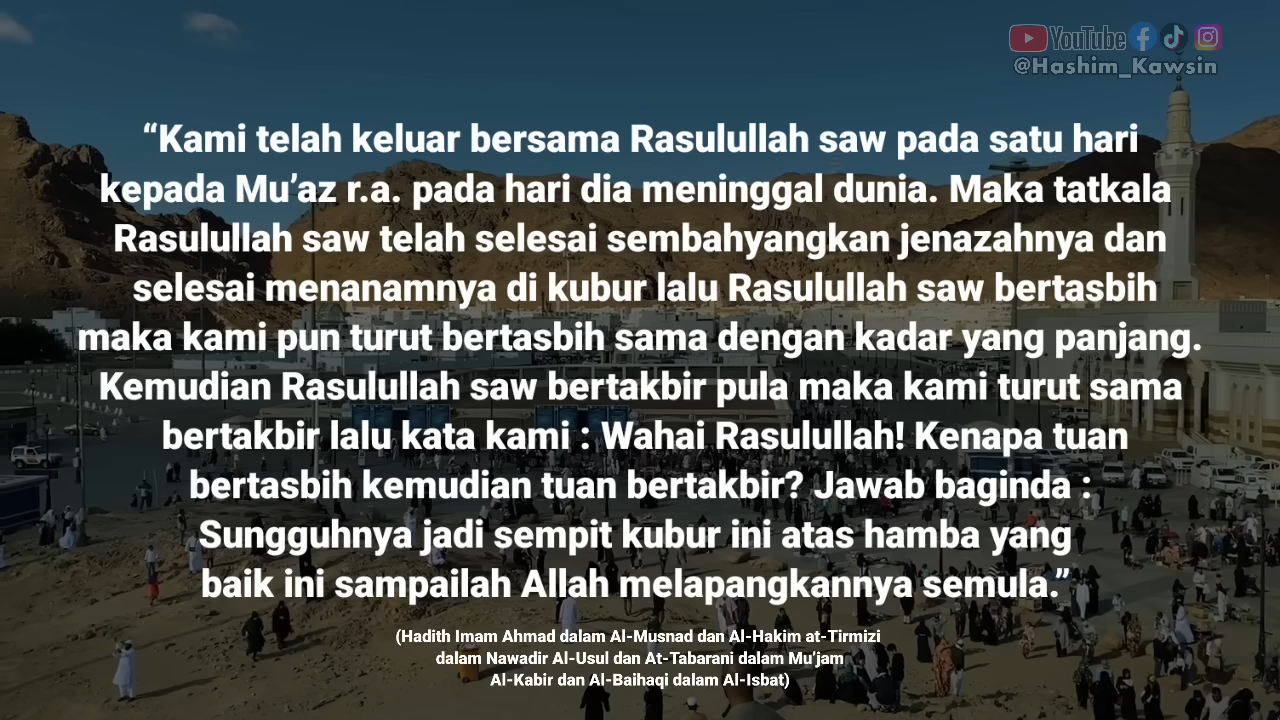 YouTube
@Hashim_Kawsin
“Kami telah keluar bersama Rasulullah saw pada satu hari
kepada Mu’az r.a. pada hari dia meninggal dunia. Maka tatkala
Rasulullah saw telah selesai sembahyangkan jenazahnya dan
selesai menanamnya di kubur lalu Rasulullah saw bertasbih
maka kami pun turut bertasbih sama dengan kadar yang panjang.
Kemudian Rasulullah saw bertakbir pula maka kami turut sama
bertakbir lalu kata kami : Wahai Rasulullah! Kenapa tuan
bertasbih kemudian tuan bertakbir? Jawab baginda :
Sungguhnya jadi sempit kubur ini atas hamba yang
baik ini sampailah Allah melapangkannya semula.”
(Hadith Imam Ahmad dalam Al-Musnad dan Al-Hakim at-Tirmizi
dalam Nawadir Al-Usul dan At-Tabarani dalam Mu’jam
Al-Kabir dan Al-Baihaqi dalam Al-Isbat)